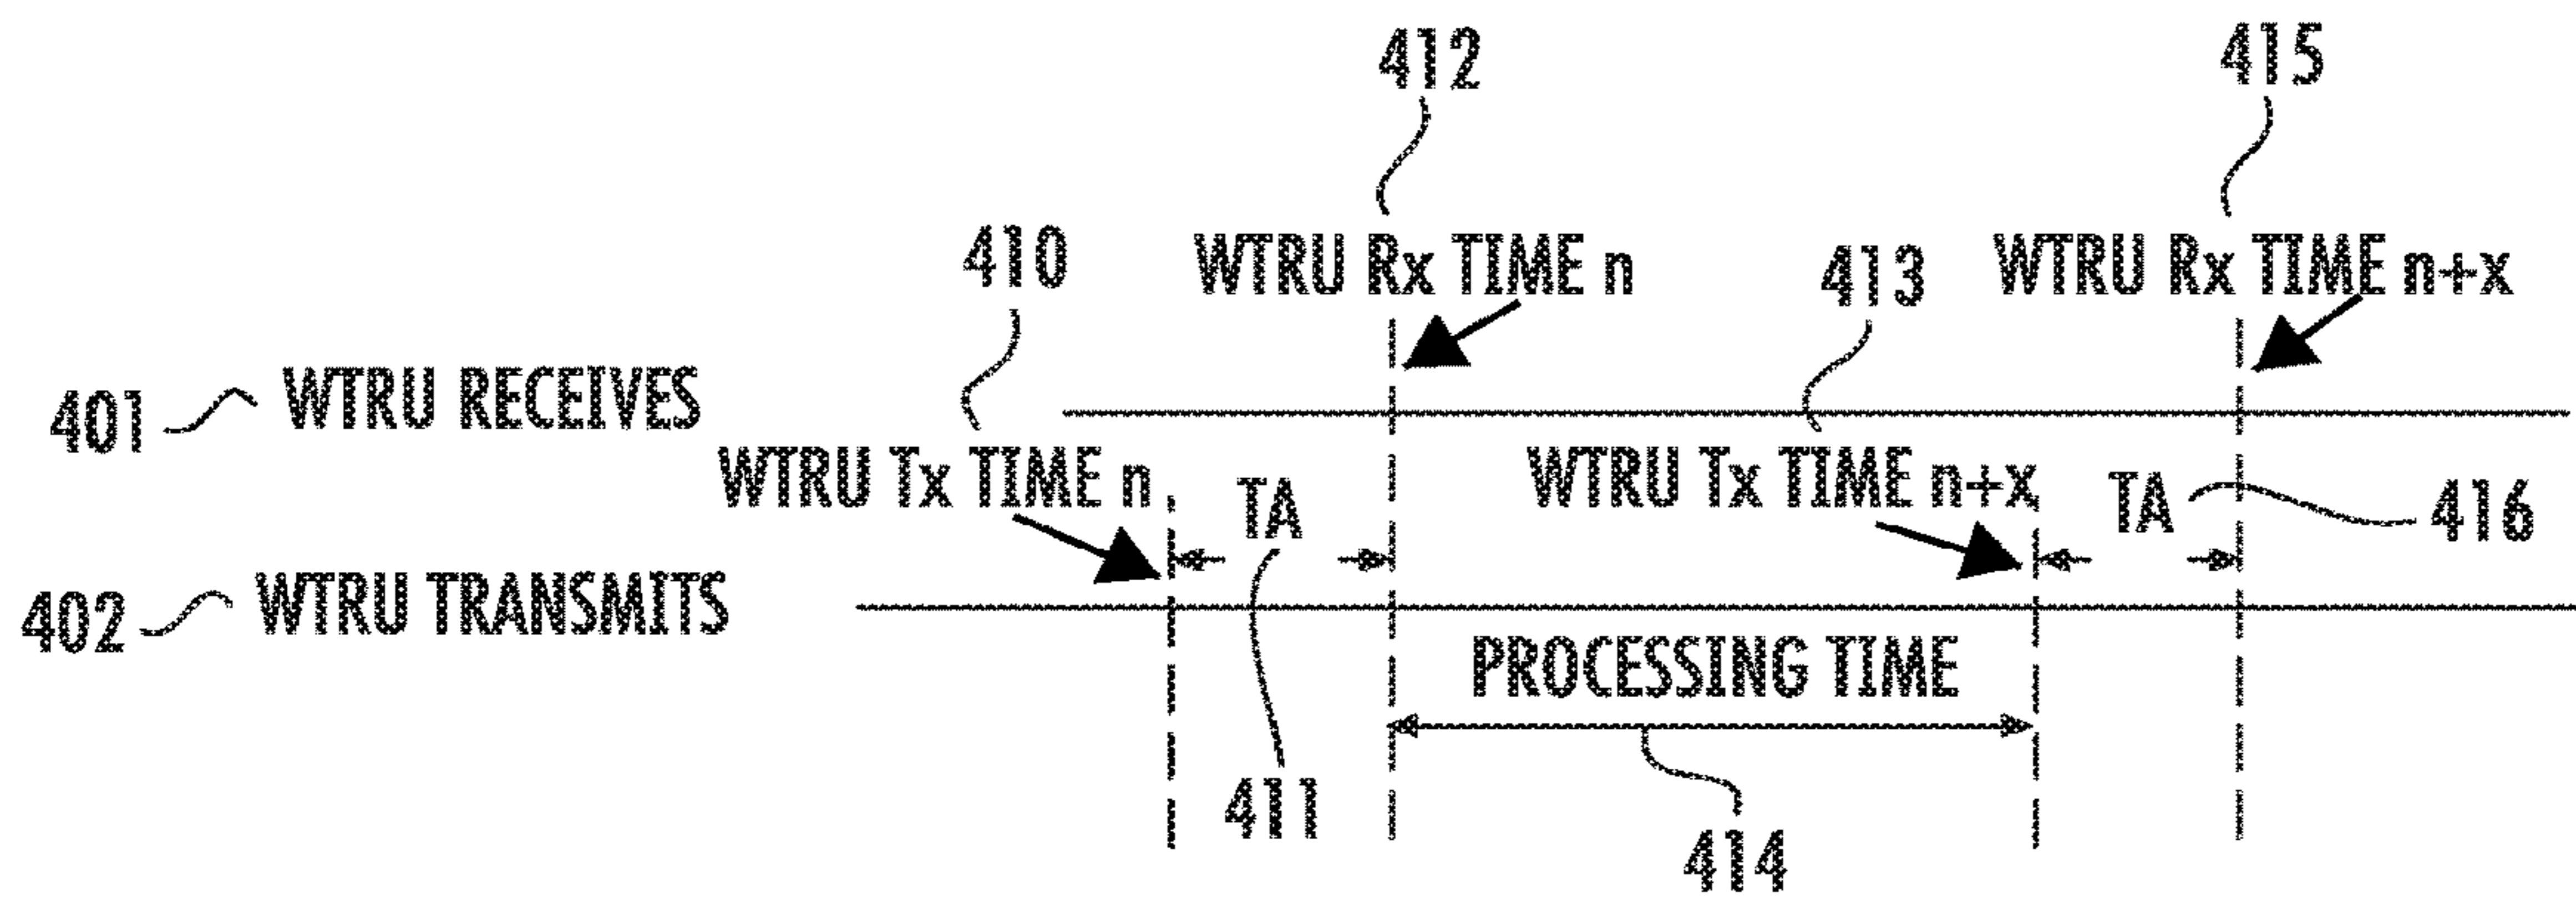 412
415
410
WTRU Rx TIME n
413
WTRU Rx TIME n+x
401
WTRU RECEIVES
WTRU Tx TIME n
TA
WTRU Tx TIME n+x
TA
416
402
WTRU TRANSMITS
PROCESSING TIME
411
414